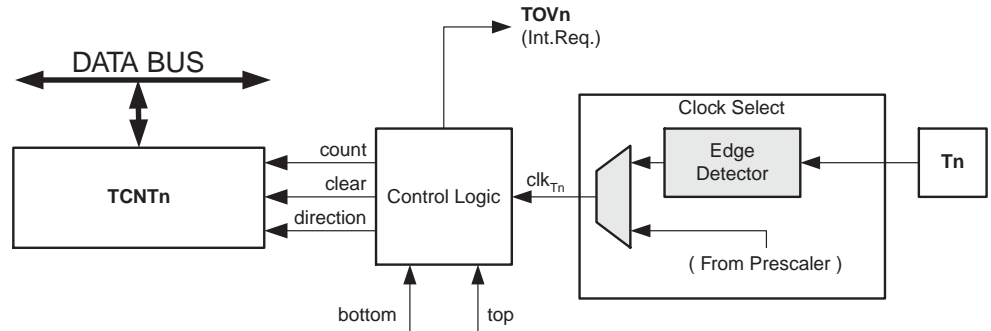 TOVn
(Int.Req.)
DATA BUS
Clock Select
count
Edge
Detector
Tn
TCNTn
clear
Control Logic
clkTn
direction
( From Prescaler )
bottom
top